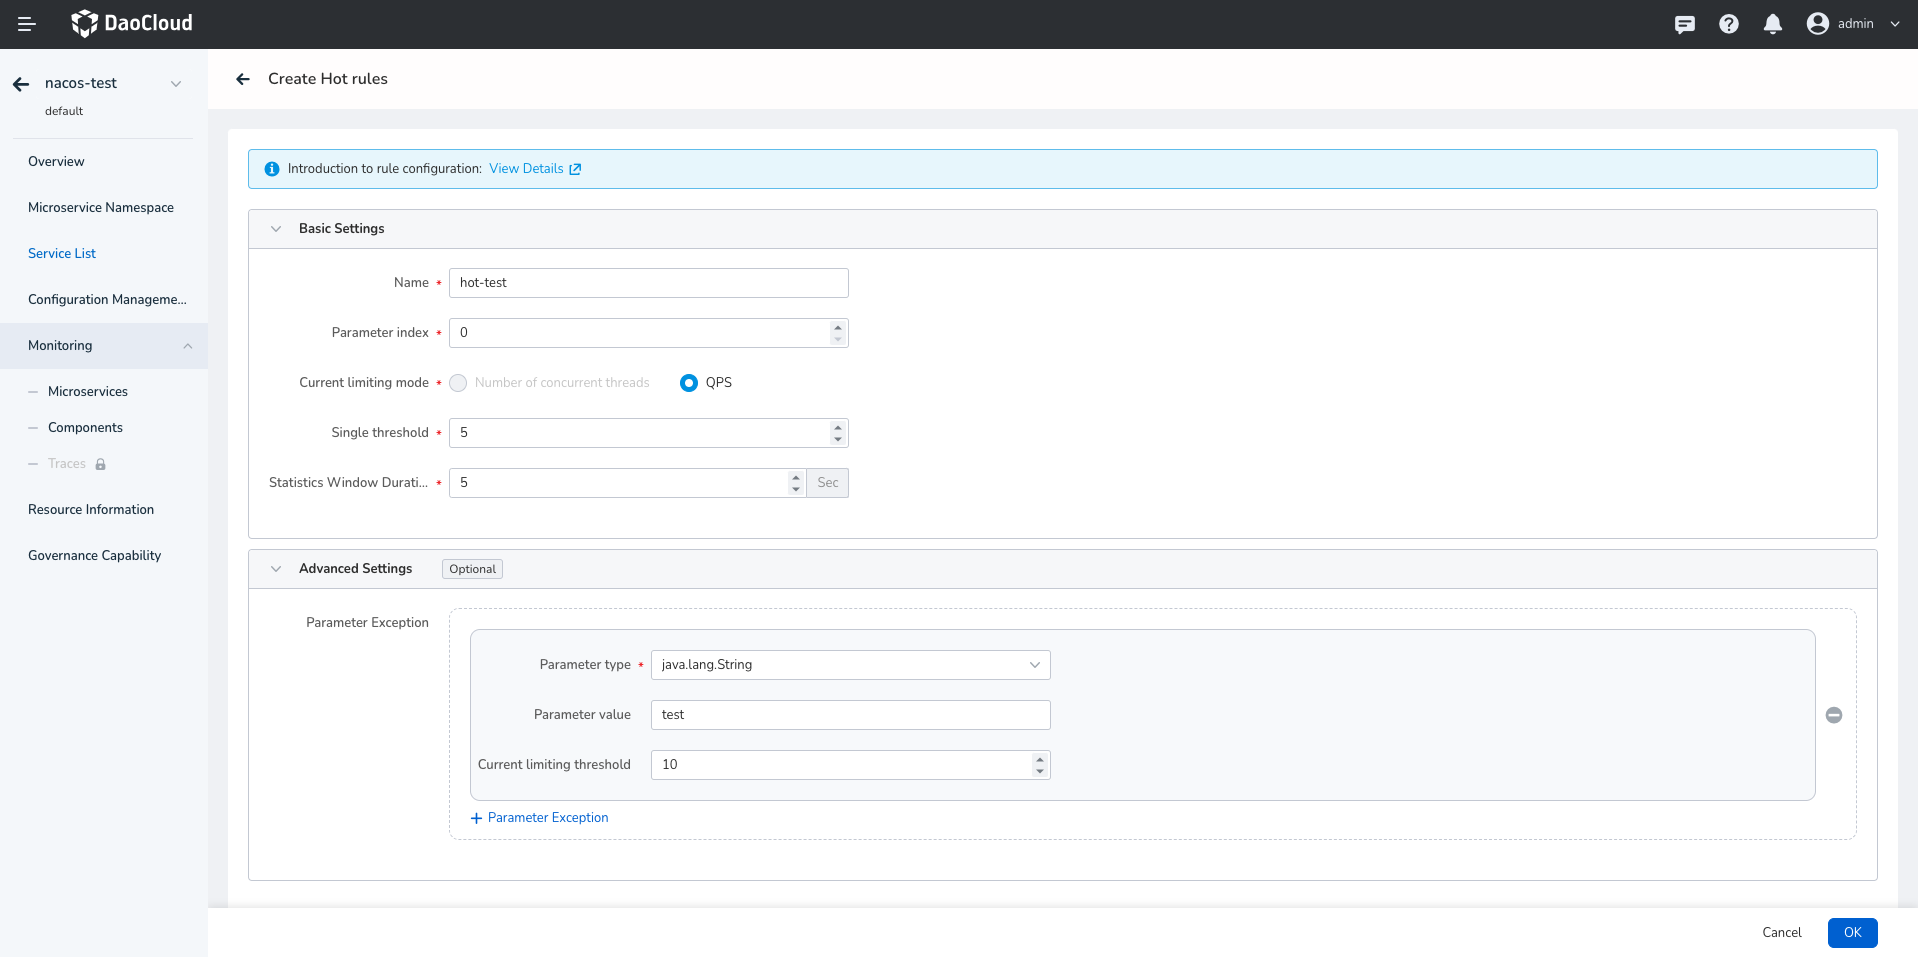 DaoCloud
admin
nacos-test
default
Overview
Microservice Namespace
Service List
Configuration Manageme...
Monitoring
Microservices
Components
Traces
Resource Information
Governance Capability
Create Hot rules
Introduction to rule configuration: View Details
Basic Settings
Name * hot-test
Parameter index * 0
Current limiting mode * Number of concurrent threads QPS
Single threshold * 5
Statistics Window Durati... * 5 Sec
Advanced Settings Optional
Parameter Exception
Parameter type * java.lang.String
Parameter value test
Current limiting threshold 10
+ Parameter Exception
Cancel OK